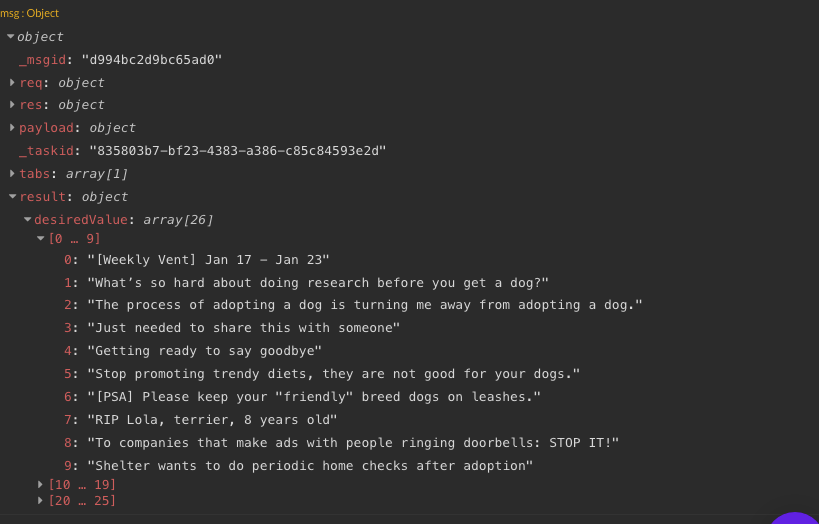 msg : Object
object
_msgid: "d994bc2d9bc65ad0"
req: object
res: object
payload: object
_taskid: "835803b7-bf23-4383-a386-c85c84593e2d"
tabs: array[1]
result: object
desiredValue: array[26]
[0 … 9]
0: "[Weekly Vent] Jan 17 - Jan 23"
1: "What’s so hard about doing research before you get a dog?"
2: "The process of adopting a dog is turning me away from adopting a dog."
3: "Just needed to share this with someone"
4: "Getting ready to say goodbye"
5: "Stop promoting trendy diets, they are not good for your dogs."
6: "[PSA] Please keep your "friendly" breed dogs on leashes."
7: "RIP Lola, terrier, 8 years old"
8: "To companies that make ads with people ringing doorbells: STOP IT!"
9: "Shelter wants to do periodic home checks after adoption"
[10 … 19]
[20 … 25]